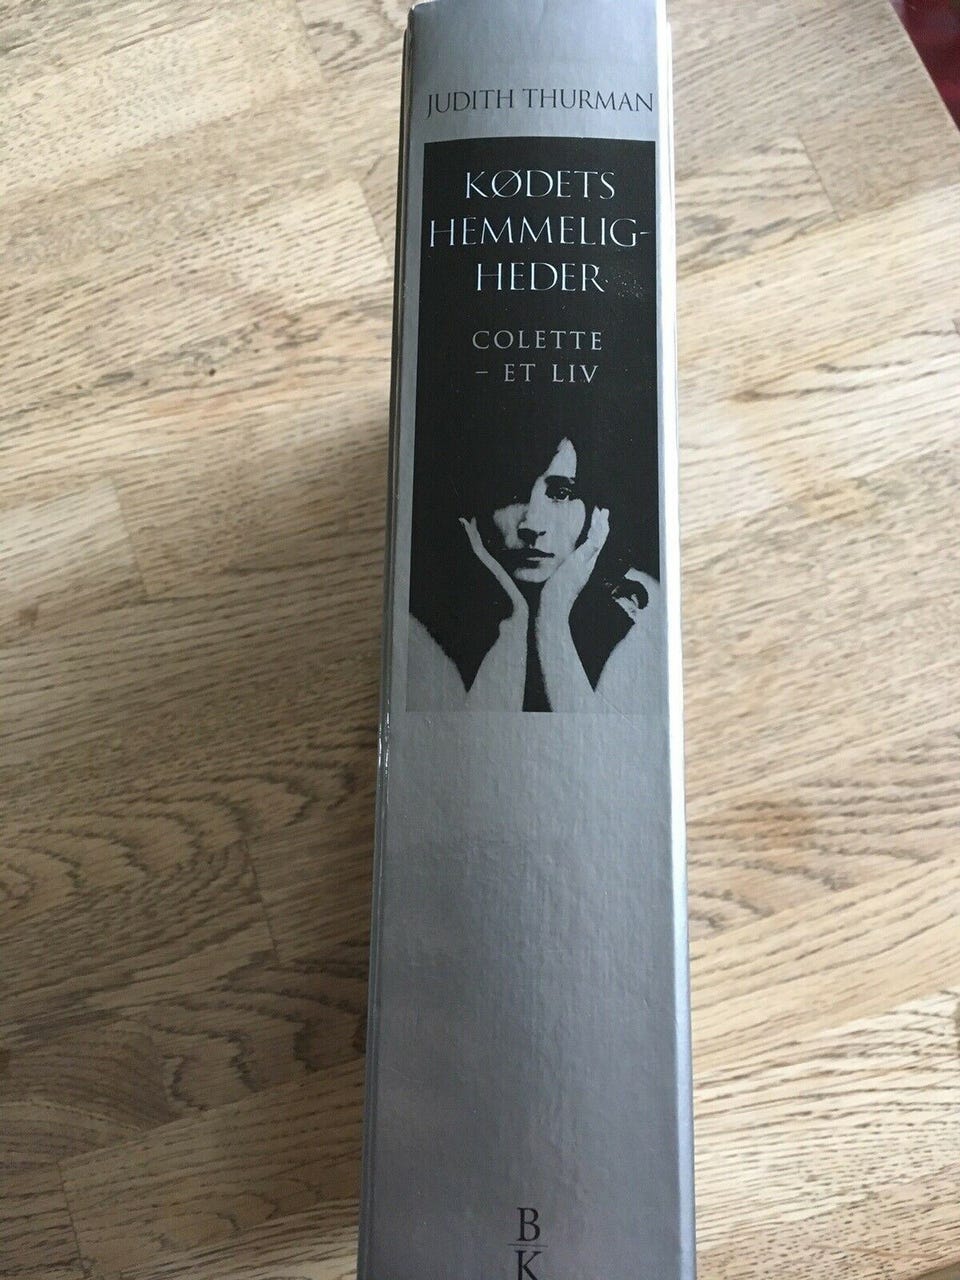 JUDITH THURMAN
KØDETS
HEMMELIG-
HEDER
COLETTE
– ET LIV
B
K